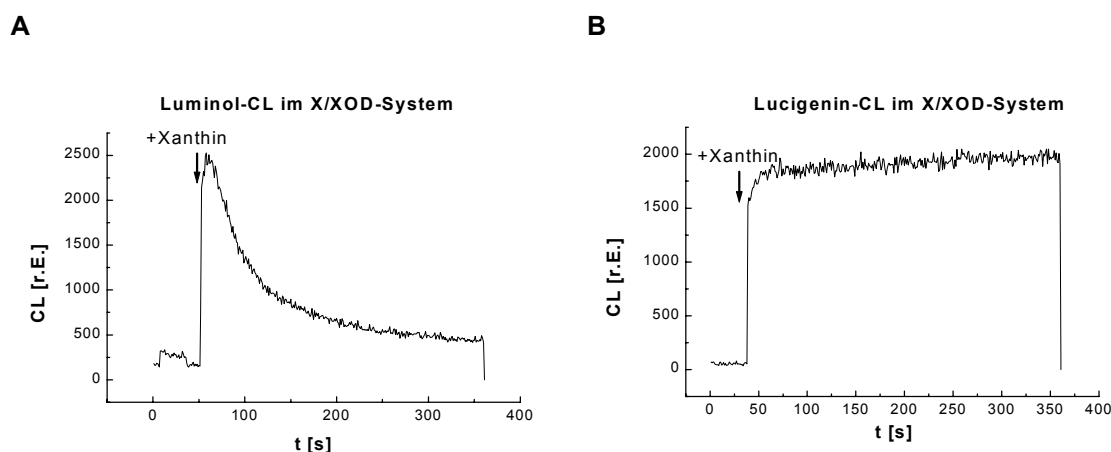 A
Luminol-CL im X/XOD-System
+Xanthin
2500
2000
1500
1000
500
0
CL [r.E.]
0 100 200 300 400
t [s]
B
Lucigenin-CL im X/XOD-System
+Xanthin
2000
1500
1000
500
0
CL [r.E.]
0 50 100 150 200 250 300 350 400
t [s]